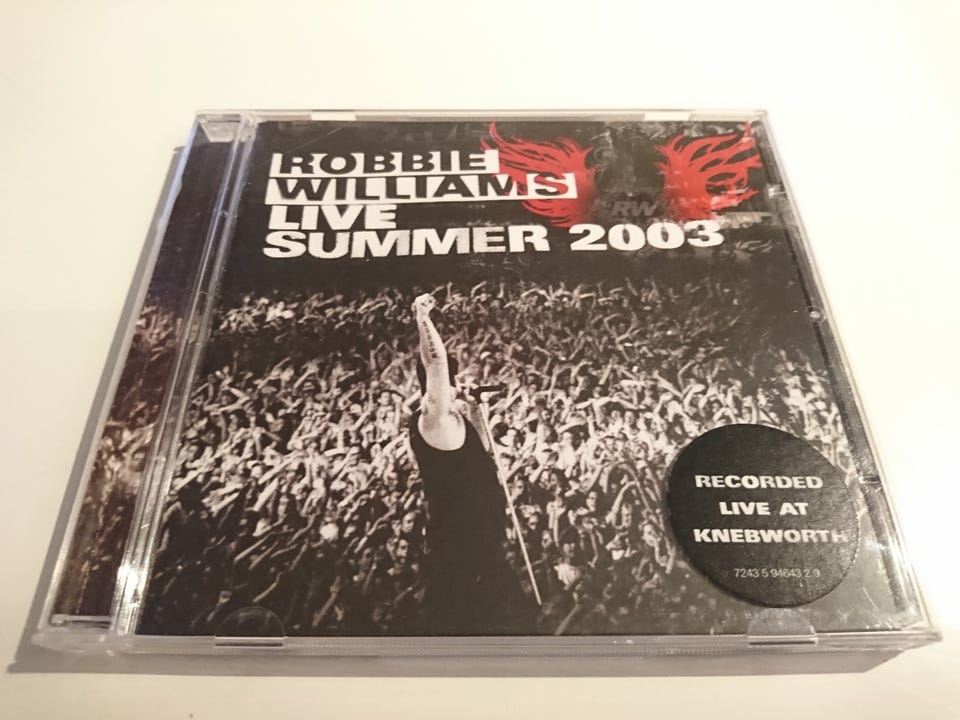 ROBBIE
WILLIAMS
LIVE
SUMMER 2003
RW
RECORDED
LIVE AT
KNEBWORTH
7243 5 94643 2 9